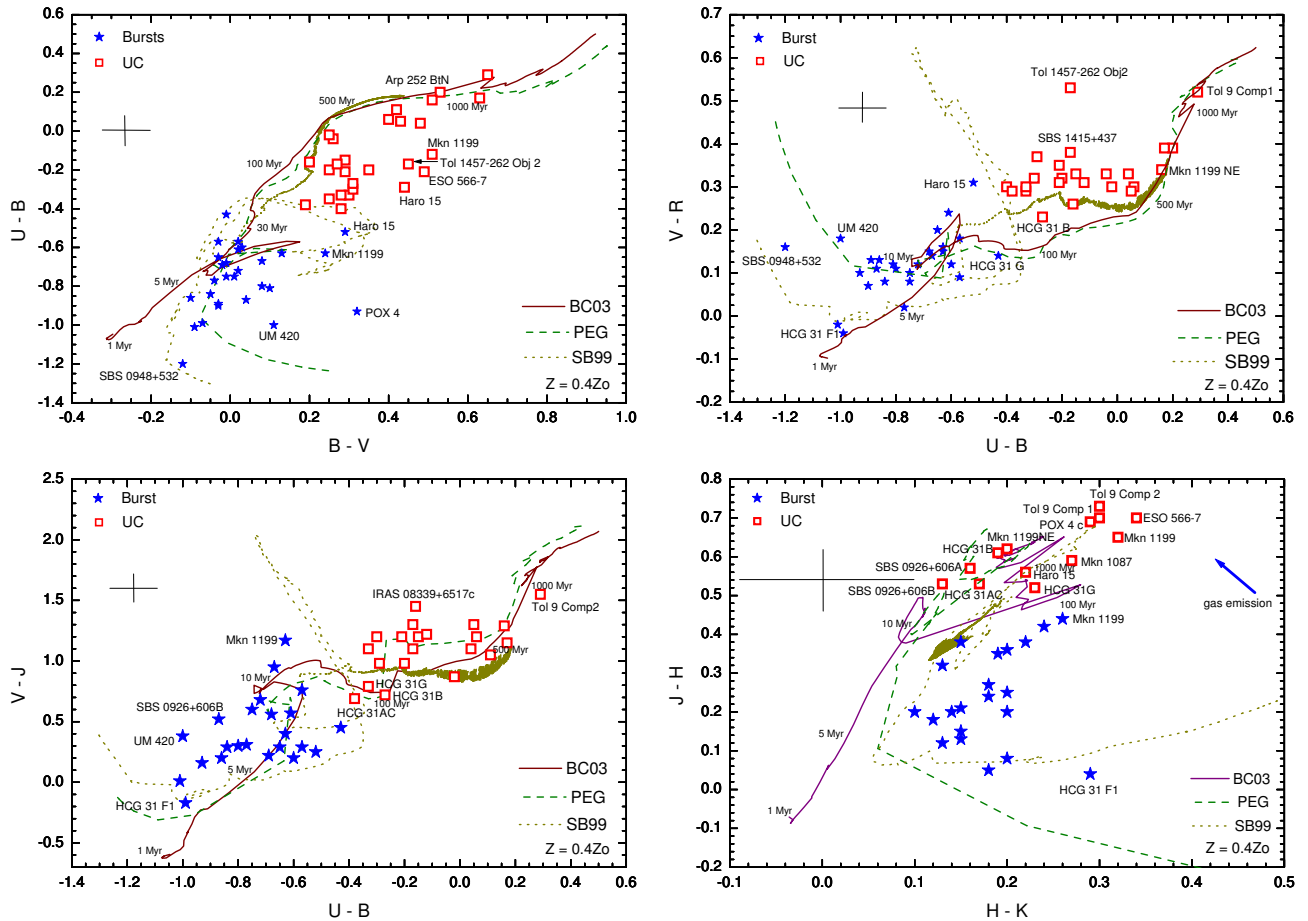 Bursts
UC
Arp 252 BtN
500 Myr
1000 Myr
Mkn 1199
Tol 1457-262 Obj 2
ESO 566-7
Haro 15
100 Myr
30 Myr
Haro 15
Mkn1199
5 Myr
POX 4
UM 420
1 Myr
SBS 0948+532
BC03
PEG
SB99
Z = 0.4Zo
0.6
0.4
0.2
0.0
-0.2
-0.4
-0.6
-0.8
-1.0
-1.2
-1.4
U - B
-0.4 -0.2 0.0 0.2 0.4 0.6 0.8 1.0
B - V
Burst
UC
Tol 1457-262 Obj2
Tol 9 Comp1
1000 Myr
SBS 1415+437
Mkn 1199 NE
Haro 15
500 Myr
UM 420
HCG 31 B
SBS 0948+532
10 Myr
HCG 31 G
100 Myr
5 Myr
HCG 31 F1
1 Myr
BC03
PEG
SB99
Z = 0.4Zo
0.7
0.6
0.5
0.4
0.3
0.2
0.1
0.0
-0.1
-0.2
V - R
-1.4 -1.2 -1.0 -0.8 -0.6 -0.4 -0.2 0.0 0.2 0.4 0.6
U - B
Burst
UC
IRAS 08339+6517c
1000 Myr
Tol 9 Comp2
Mkn 1199
500 Myr
10 Myr
HCG 31G
HCG 31B
100 Myr
SBS 0926+606B
HCG 31AC
UM 420
5 Myr
HCG 31 F1
1 Myr
BC03
PEG
SB99
Z = 0.4Zo
2.5
2.0
1.5
1.0
0.5
0.0
-0.5
V - J
-1.4 -1.2 -1.0 -0.8 -0.6 -0.4 -0.2 0.0 0.2 0.4 0.6
U - B
Burst
UC
Tol 9 Comp 2
Tol 9 Comp 1
POX 4 c
ESO 566-7
Mkn 1199NE
Mkn 1199
HCG 31B
SBS 0926+606A
1000 Myr
Mkn 1087
Haro 15
SBS 0926+606B
HCG 31AC
HCG 31G
gas emission
100 Myr
10 Myr
Mkn 1199
5 Myr
1 Myr
HCG 31 F1
BC03
PEG
SB99
Z = 0.4Zo
0.8
0.7
0.6
0.5
0.4
0.3
0.2
0.1
0.0
-0.1
-0.2
J - H
-0.1 0.0 0.1 0.2 0.3 0.4 0.5
H - K